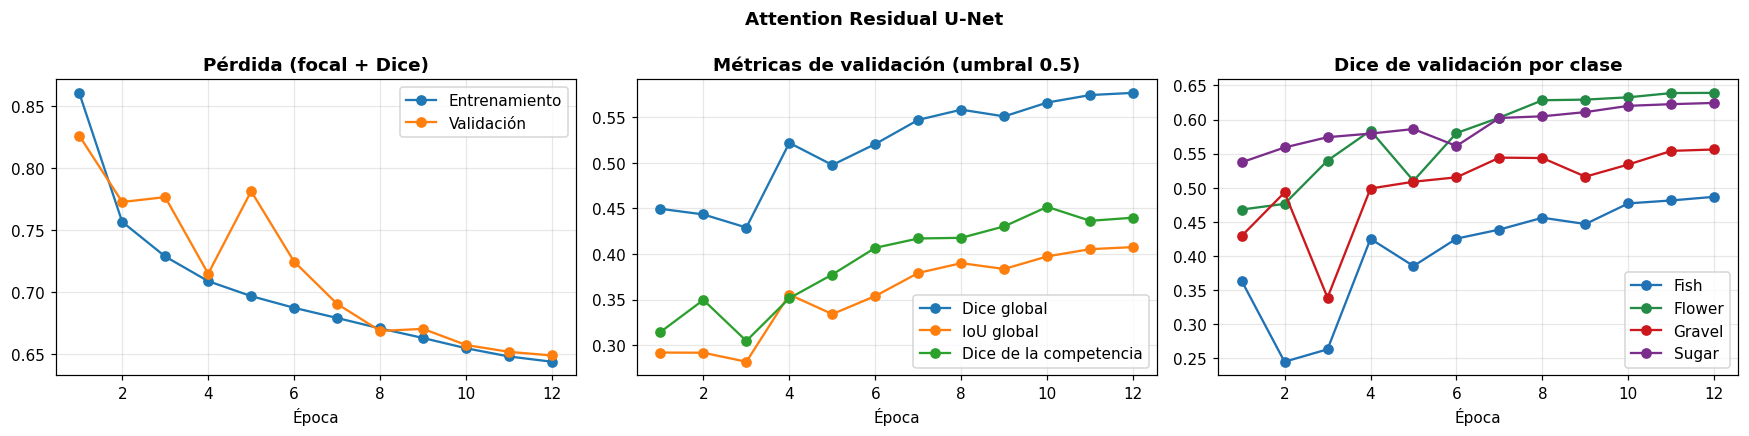 Attention Residual U-Net
Pérdida (focal + Dice)
0.85
0.80
0.75
0.70
0.65
2 4 6 8 10 12
Época
Entrenamiento
Validación
Métricas de validación (umbral 0.5)
0.55
0.50
0.45
0.40
0.35
0.30
2 4 6 8 10 12
Época
Dice global
IoU global
Dice de la competencia
Dice de validación por clase
0.65
0.60
0.55
0.50
0.45
0.40
0.35
0.30
0.25
2 4 6 8 10 12
Época
Fish
Flower
Gravel
Sugar